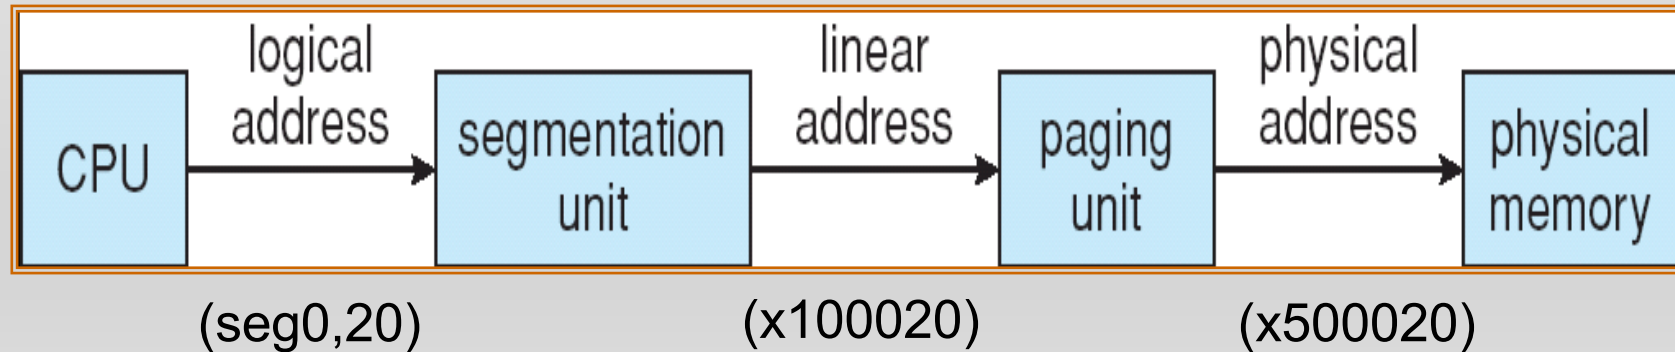 logical
address
linear
address
physical
address
CPU
segmentation
unit
paging
unit
physical
memory
(seg0,20)
(x100020)
(x500020)